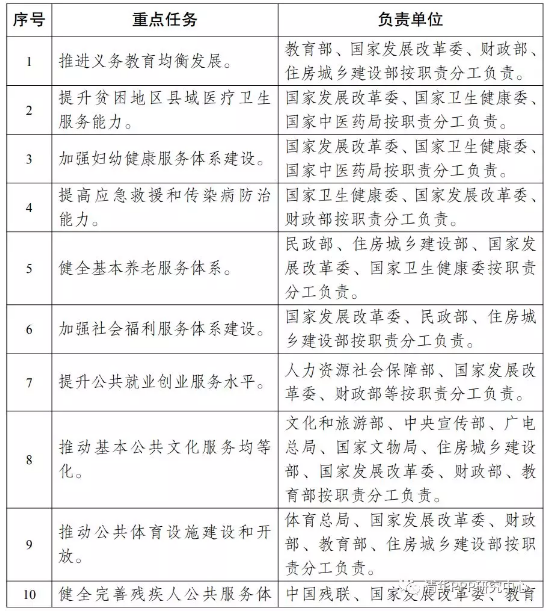 序号 重点任务 负责单位
1 推进义务教育均衡发展。 教育部、国家发展改革委、财政部、
住房城乡建设部按职责分工负责。
2 提升贫困地区县域医疗卫生 国家发展改革委、国家卫生健康委、
服务能力。 国家中医药局按职责分工负责。
3 加强妇幼健康服务体系建设。 国家发展改革委、国家卫生健康委、
国家中医药局按职责分工负责。
4 提高应急救援和传染病防治 国家卫生健康委、国家发展改革委、
能力。 财政部按职责分工负责。
5 健全基本养老服务体系。 民政部、住房城乡建设部、国家发
展改革委、国家卫生健康委按职责
分工负责。
6 加强社会福利服务体系建设。 国家发展改革委、民政部、住房城
乡建设部按职责分工负责。
7 提升公共就业创业服务水平。 人力资源社会保障部、国家发展改
革委、财政部等按职责分工负责。
8 推动基本公共文化服务均等 文化和旅游部、中央宣传部、广电
化。 总局、国家文物局、住房城乡建设
部、国家发展改革委、财政部、教
育部按职责分工负责。
9 推动公共体育设施建设和开 体育总局、国家发展改革委、财政
放。 部、教育部、住房城乡建设部按职
责分工负责。
10 健全完善残疾人公共服务体 中国残联、国家发展改革委、教育
清华PPP研究中心